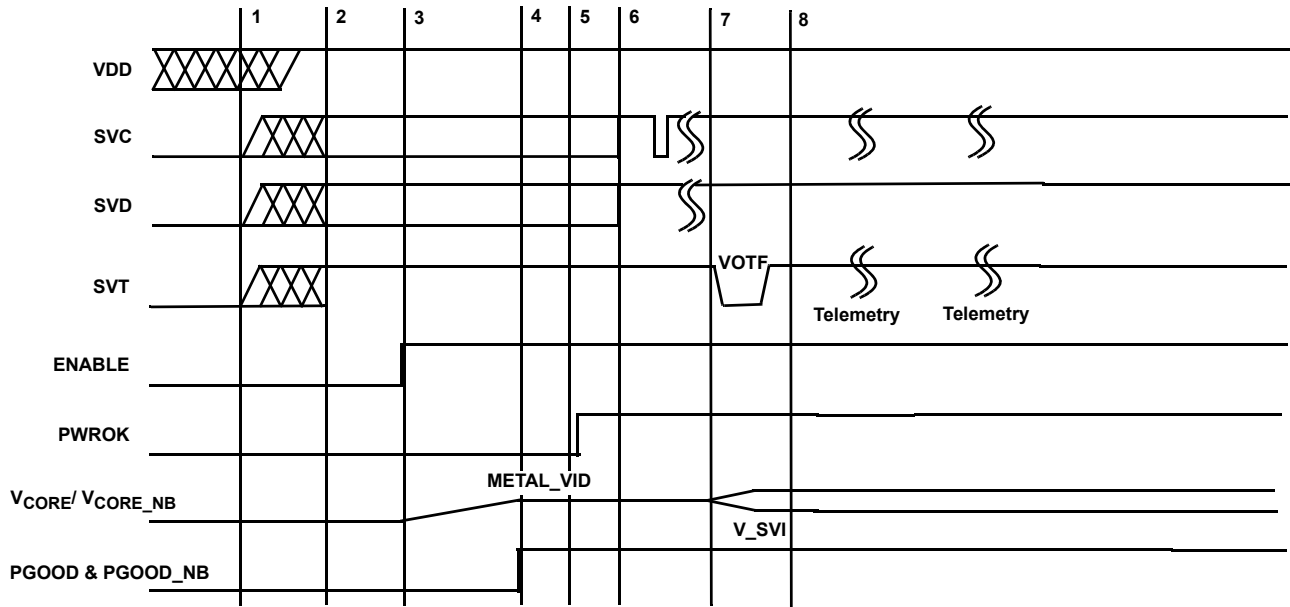 1 2 3 4 5 6 7 8
VDD
SVC
SVD
VOTF
SVT
Telemetry Telemetry
ENABLE
PWROK
METAL_VID
VCORE/ VCORE_NB
V_SVI
PGOOD & PGOOD_NB